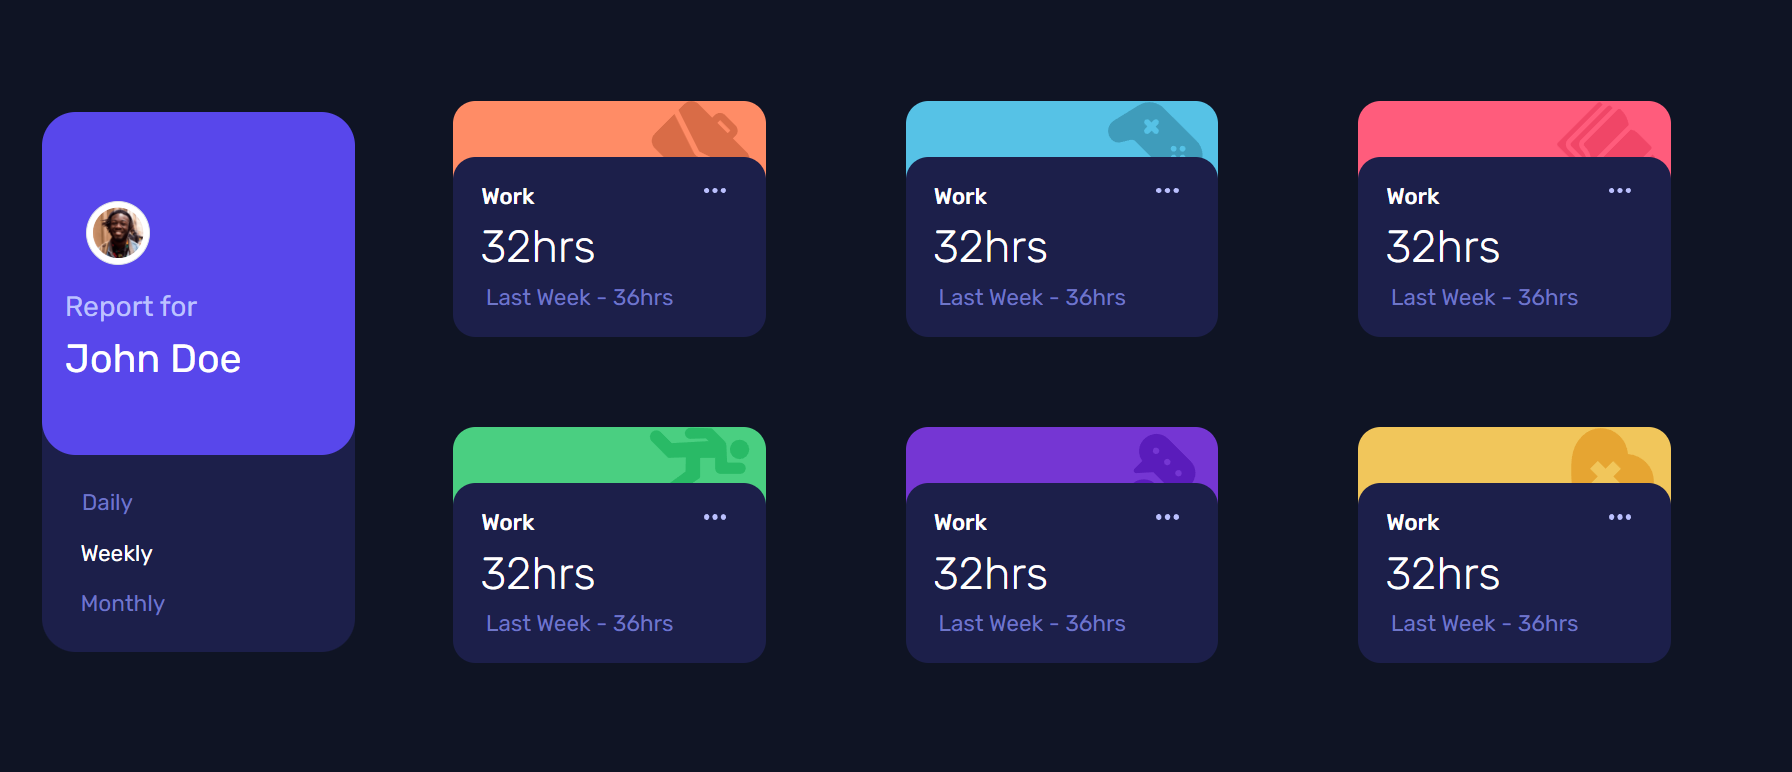 Report for
John Doe
Daily
Weekly
Monthly
Work
32hrs
Last Week - 36hrs
Work
32hrs
Last Week - 36hrs
Work
32hrs
Last Week - 36hrs
Work
32hrs
Last Week - 36hrs
Work
32hrs
Last Week - 36hrs
Work
32hrs
Last Week - 36hrs